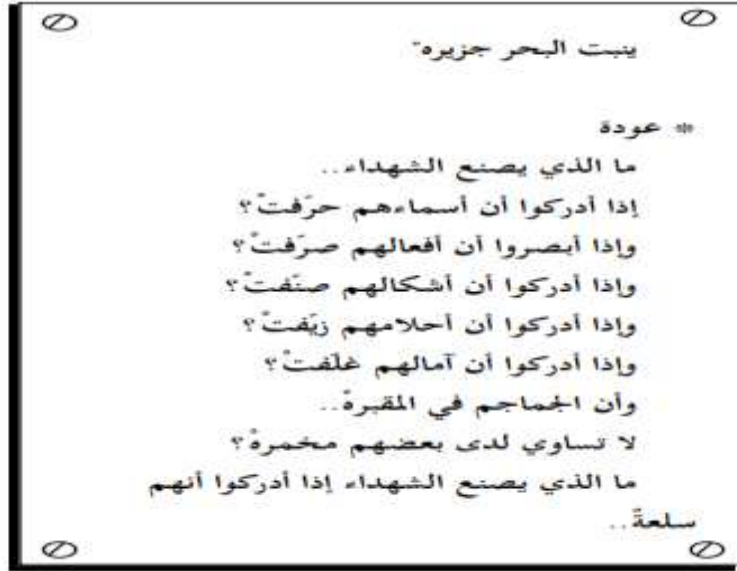 ينبت البحر جزيره"
* عودة
ما الذي يصنع الشهداء..
إذا أدركوا أن أسماءهم حرّفتْ؟
وإذا أبصروا أن أفعالهم صرّفتْ؟
وإذا أدركوا أن أشكالهم صنّفتْ؟
وإذا أدركوا أن أحلامهم زيّفتْ؟
وإذا أدركوا أن آمالهم غلّفتْ؟
وأن الجماجم في المقبرةْ..
لا تساوي لدى بعضهم مخمرةْ؟
ما الذي يصنع الشهداء إذا أدركوا أنهم
سلعةٌ..